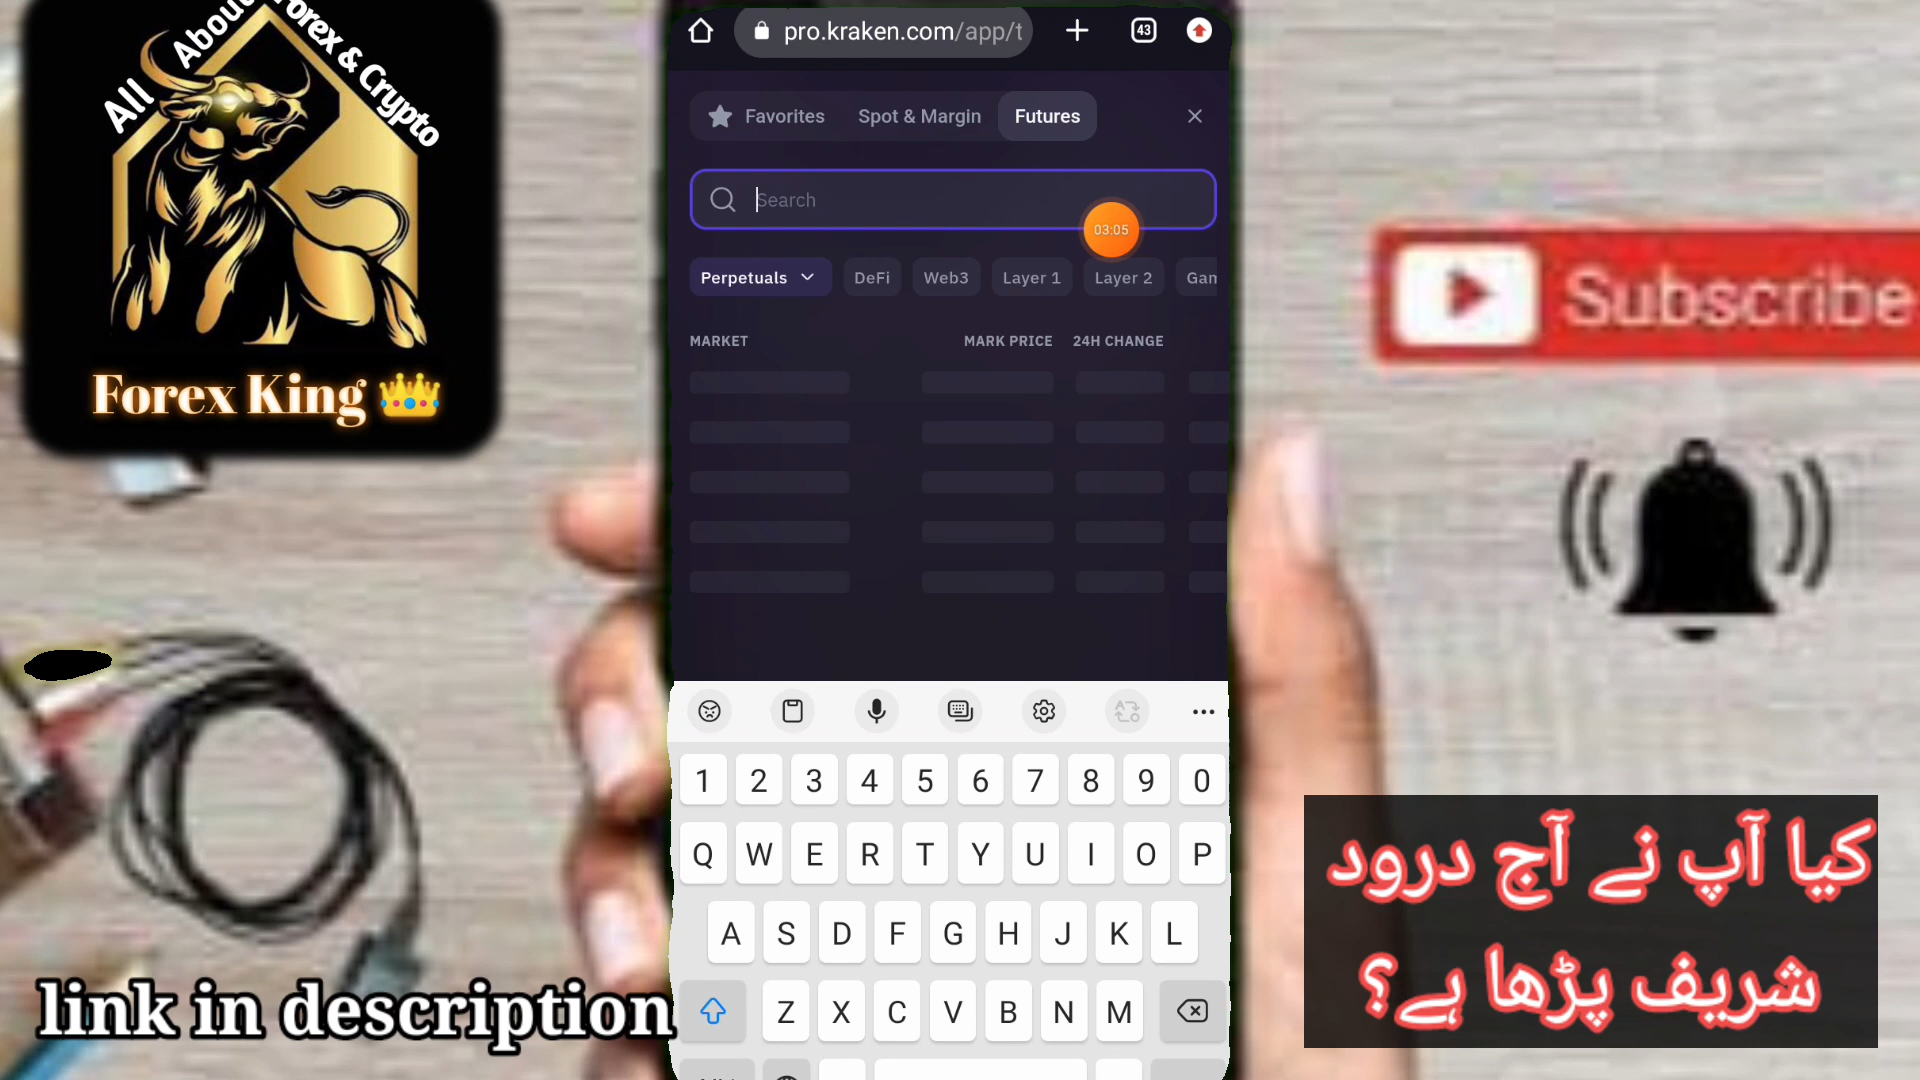 All About Forex & Crypto
Forex King
pro.kraken.com/app/t
43
Favorites Spot & Margin Futures
Search
03:05
Perpetuals DeFi Web3 Layer 1 Layer 2 Gam
MARKET MARK PRICE 24H CHANGE
1 2 3 4 5 6 7 8 9 0
Q W E R T Y U I O P
A S D F G H J K L
Z X C V B N M
Subscribe
کیا آپ نے آج درود
شریف پڑھا ہے؟
link in description